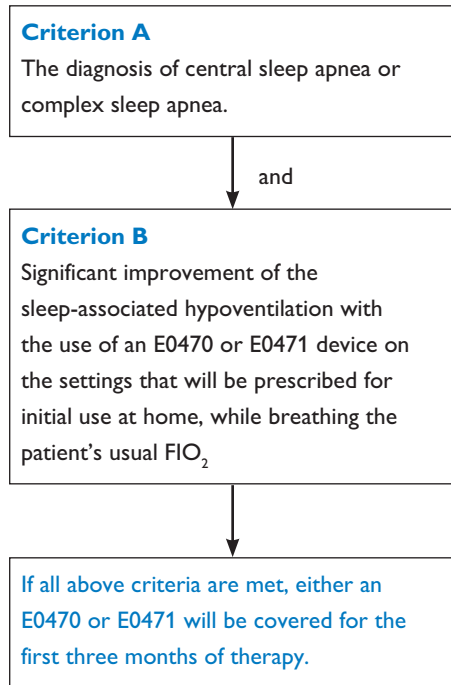 Criterion A
The diagnosis of central sleep apnea or
complex sleep apnea.
and
Criterion B
Significant improvement of the
sleep-associated hypoventilation with
the use of an E0470 or E0471 device on
the settings that will be prescribed for
initial use at home, while breathing the
patient's usual FIO₂
If all above criteria are met, either an
E0470 or E0471 will be covered for the
first three months of therapy.